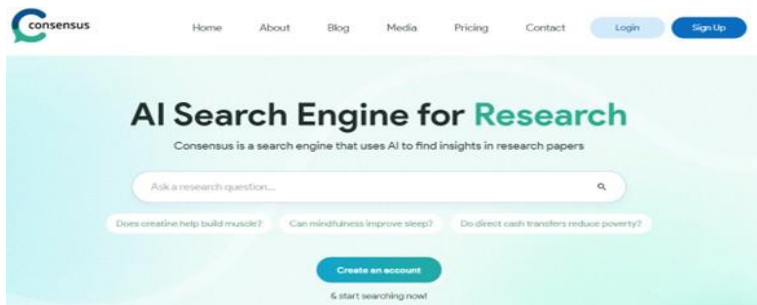 consensus
Home About Blog Media Pricing Contact Login Sign Up
AI Search Engine for Research
Consensus is a search engine that uses AI to find insights in research papers
Ask a research question...
Does creatine help build muscle? Can mindfulness improve sleep? Do direct cash transfers reduce poverty?
Create an account
& start searching now!